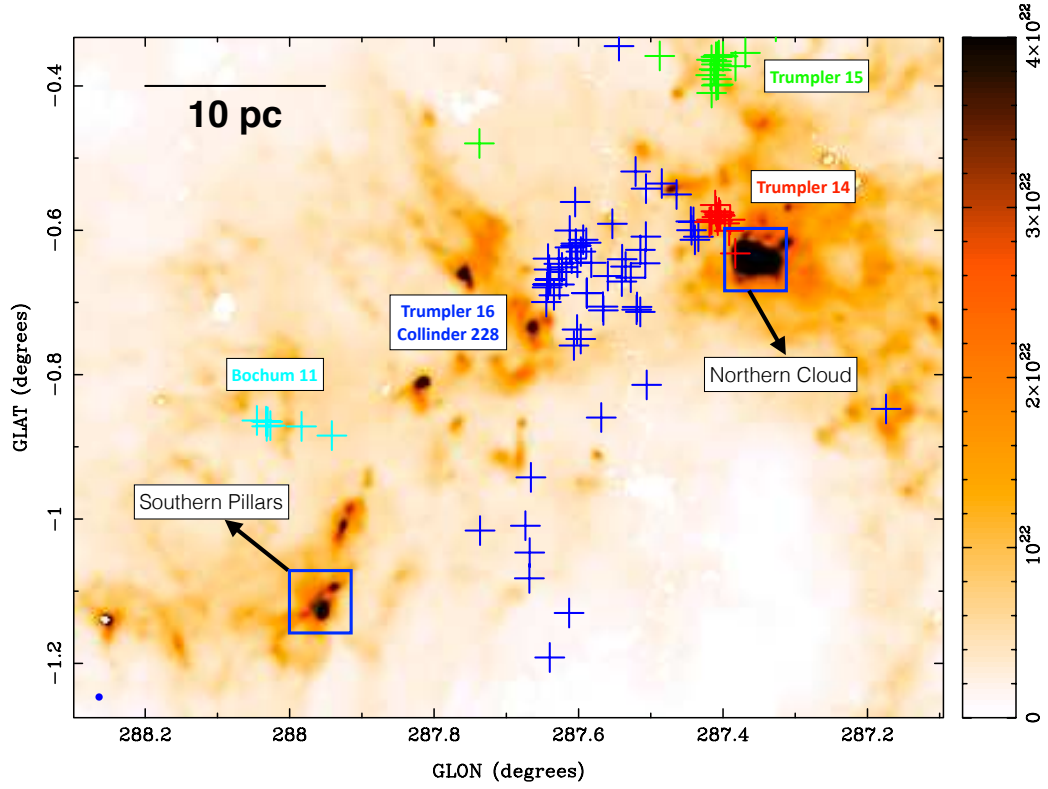 10 pc
Trumpler 15
Trumpler 14
Trumpler 16
Collinder 228
Northern Cloud
Bochum 11
Southern Pillars
GLAT (degrees)
−0.4
−0.6
−0.8
−1
−1.2
288.2
288
287.8
287.6
287.4
287.2
GLON (degrees)
4×10²²
3×10²²
2×10²²
10²²
0